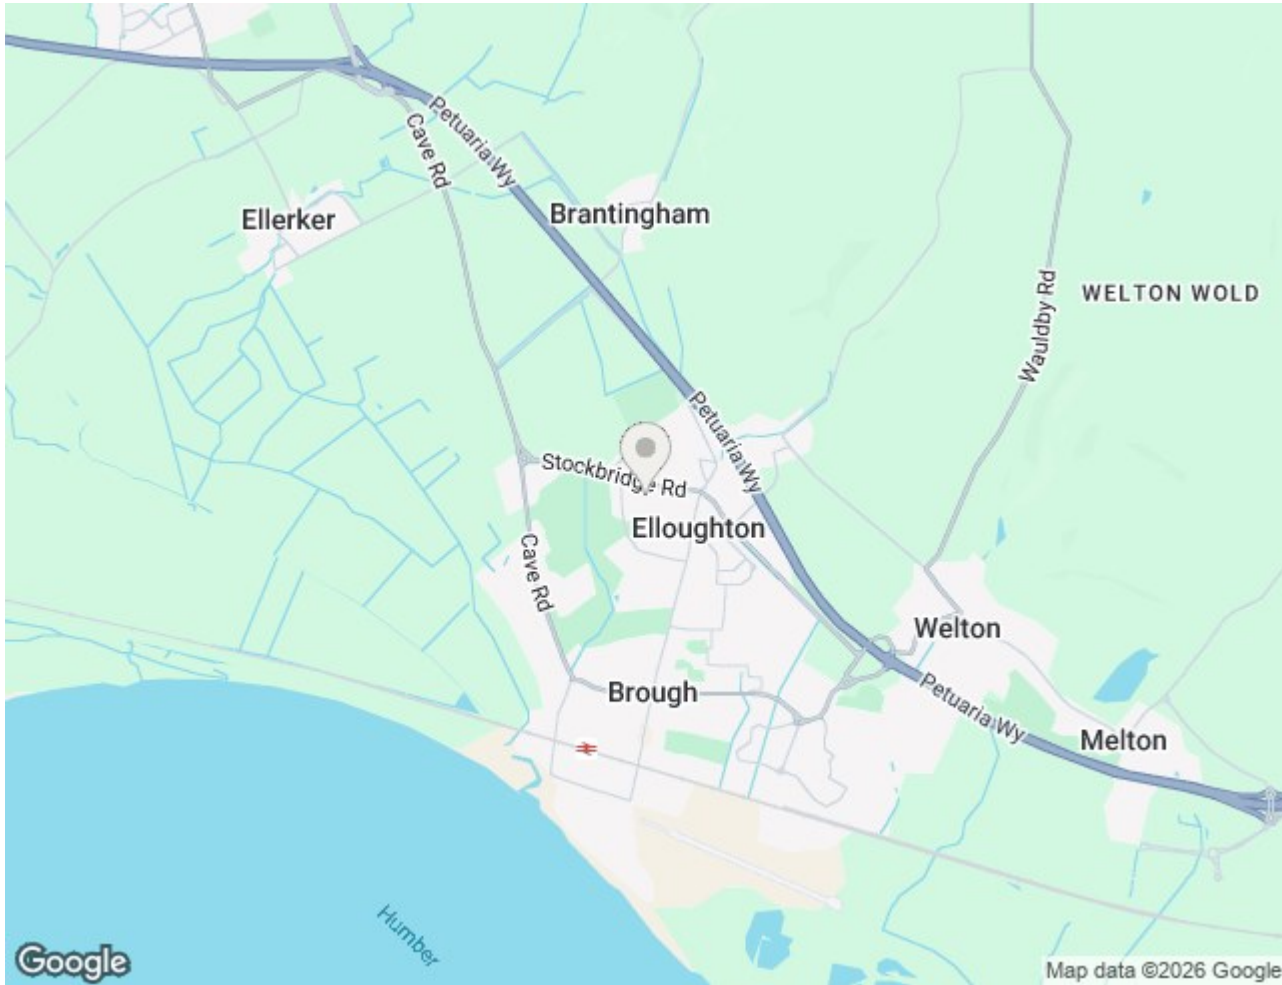 Petuaria Wy
Cave Rd
Ellerker
Brantingham
WELTON WOLD
Wauldby Rd
Petuaria Wy
Stockbridge Rd
Elloughton
Cave Rd
Welton
Brough
Petuaria Wy
Melton
Humber
Google
Map data ©2026 Google